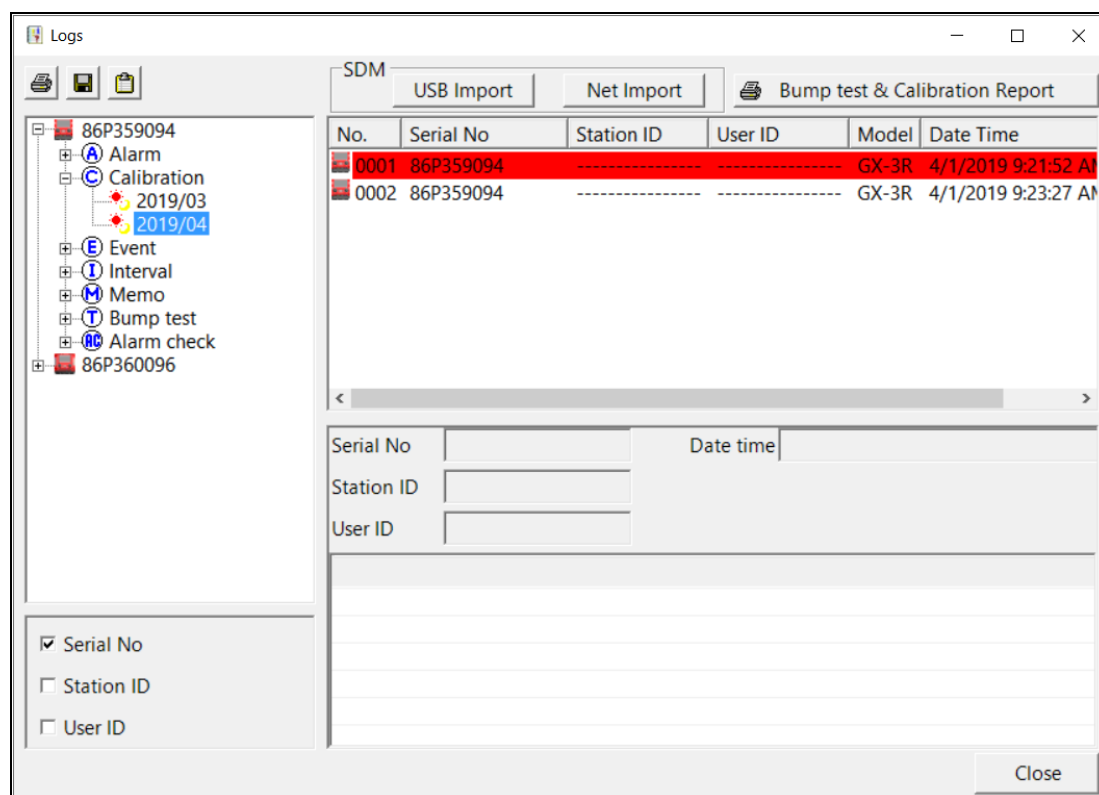 Logs
SDM
USB Import
Net Import
Bump test & Calibration Report
86P359094
A Alarm
C Calibration
2019/03
2019/04
E Event
I Interval
M Memo
T Bump test
AC Alarm check
86P360096
No. Serial No Station ID User ID Model Date Time
0001 86P359094 ---------------- ---------------- GX-3R 4/1/2019 9:21:52 AM
0002 86P359094 ---------------- ---------------- GX-3R 4/1/2019 9:23:27 AM
Serial No
Date time
Station ID
User ID
Serial No
Station ID
User ID
Close